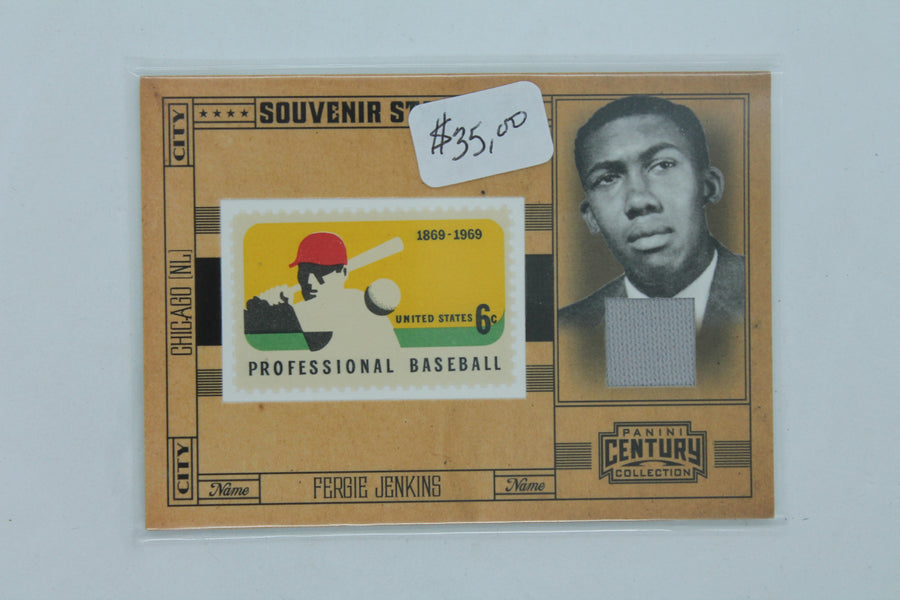 CITY
SOUVENIR ST
$35,00
CHICAGO (NL)
1869-1969
UNITED STATES 6c
PROFESSIONAL BASEBALL
PANINI
CENTURY
COLLECTION
CITY
Name
FERGIE JENKINS
Name